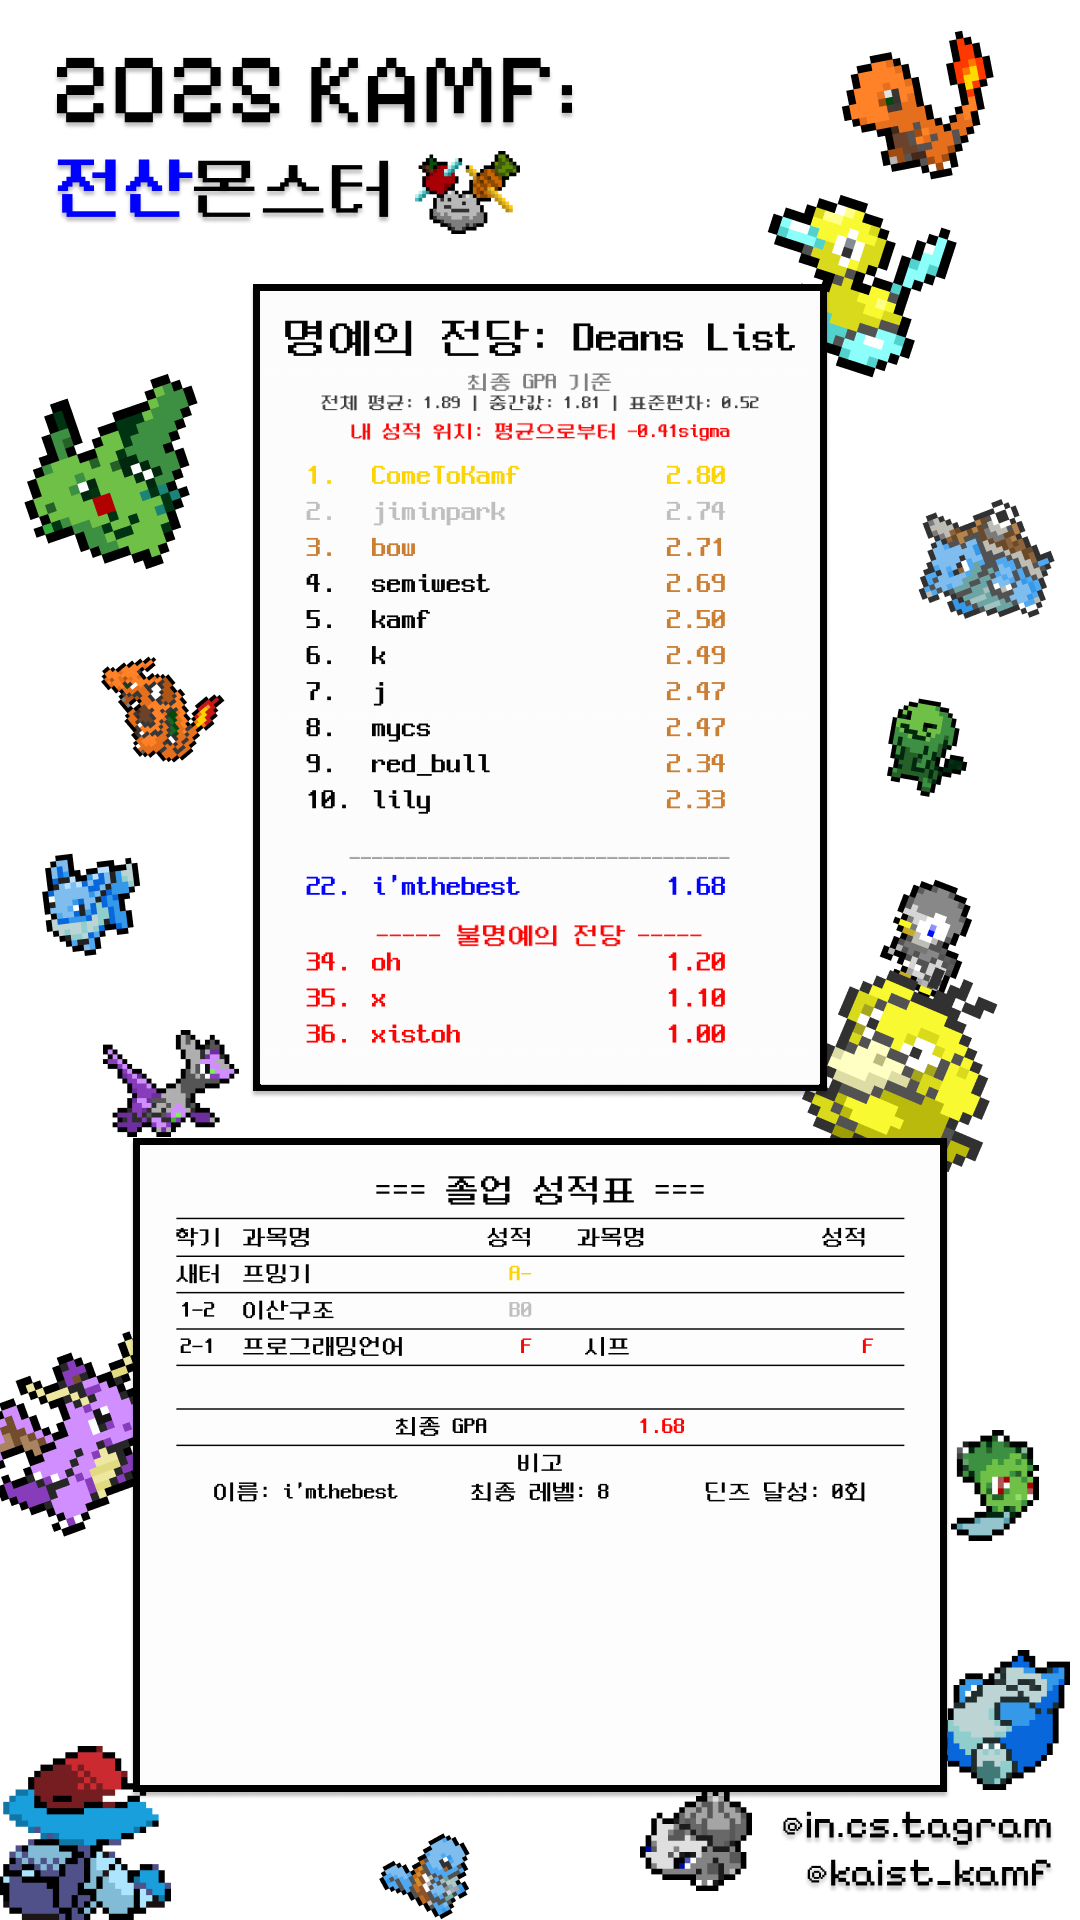 2025 KAMF:
전산몬스터
명예의 전당: Deans List
최종 GPA 기준
전체 평균: 1.89 | 중간값: 1.81 | 표준편차: 0.52
내 성적 위치: 평균으로부터 -0.41sigma
1. ComeToKamf 2.80
2. jiminpark 2.74
3. bow 2.71
4. semiwest 2.69
5. kamf 2.50
6. k 2.49
7. j 2.47
8. mycs 2.47
9. red_bull 2.34
10. lily 2.33
22. i'mthebest 1.68
----- 불명예의 전당 -----
34. oh 1.20
35. x 1.10
36. xistoh 1.00
=== 졸업 성적표 ===
학기 과목명 성적 과목명 성적
새터 프밍기 A-
1-2 이산구조 B0
2-1 프로그래밍언어 F 시프 F
최종 GPA 1.68
비고
이름: i'mthebest 최종 레벨: 8 딘즈 달성: 0회
@in.cs.tagram
@kaist_kamf